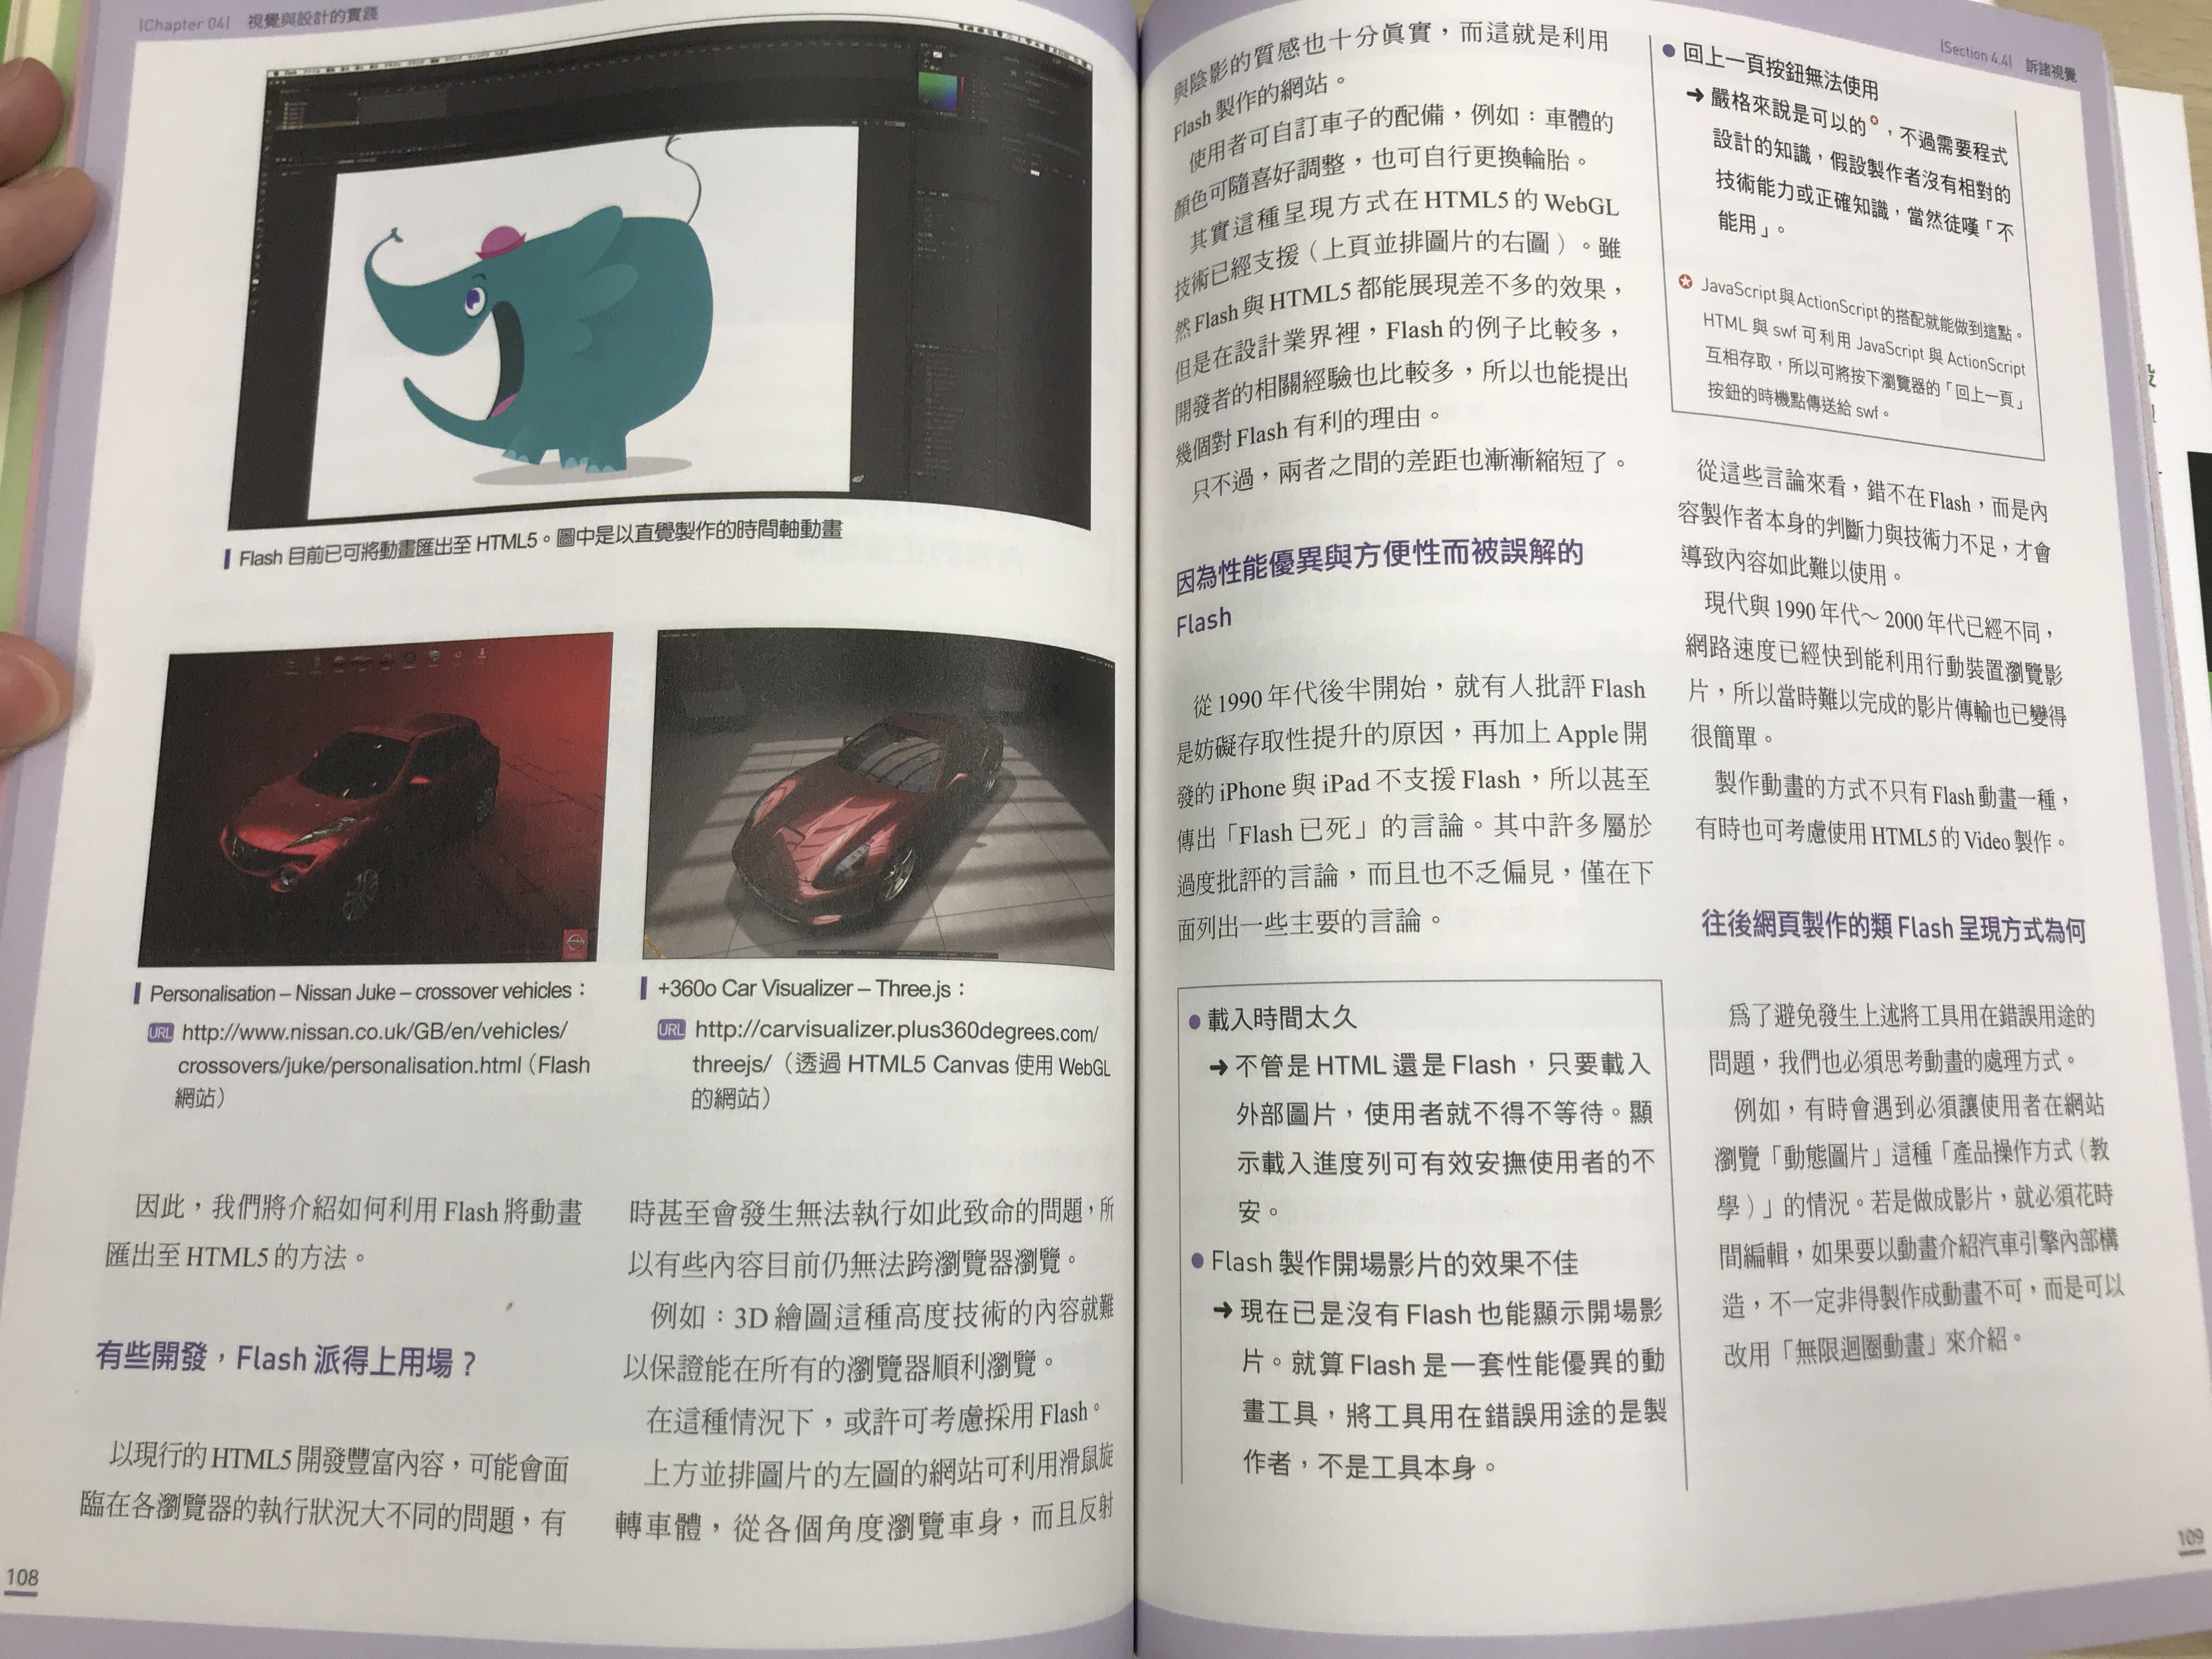 |Chapter 04| 視覺與設計的實踐
Flash 目前已可將動畫匯出至 HTML5。圖中是以直覺製作的時間軸動畫
Personalisation – Nissan Juke – crossover vehicles：
URL http://www.nissan.co.uk/GB/en/vehicles/
crossovers/juke/personalisation.html（Flash
網站）
+360o Car Visualizer – Three.js：
URL http://carvisualizer.plus360degrees.com/
threejs/（透過 HTML5 Canvas 使用 WebGL
的網站）
因此，我們將介紹如何利用 Flash 將動畫
匯出至 HTML5 的方法。
有些開發，Flash 派得上用場？
以現行的 HTML5 開發豐富內容，可能會面
臨在各瀏覽器的執行狀況大不同的問題，有
時甚至會發生無法執行如此致命的問題，所
以有些內容目前仍無法跨瀏覽器瀏覽。
例如：3D 繪圖這種高度技術的內容就難
以保證能在所有的瀏覽器順利瀏覽。
在這種情況下，或許可考慮採用 Flash。
上方並排圖片的左圖的網站可利用滑鼠旋
轉車體，從各個角度瀏覽車身，而且反射
108
|Section 4.4| 訴諸視覺
與陰影的質感也十分真實，而這就是利用
Flash 製作的網站。
使用者可自訂車子的配備，例如：車體的
顏色可隨喜好調整，也可自行更換輪胎。
其實這種呈現方式在 HTML5 的 WebGL
技術已經支援（上頁並排圖片的右圖）。雖
然 Flash 與 HTML5 都能展現差不多的效果，
但是在設計業界裡，Flash 的例子比較多，
開發者的相關經驗也比較多，所以也能提出
幾個對 Flash 有利的理由。
只不過，兩者之間的差距也漸漸縮短了。
因為性能優異與方便性而被誤解的
Flash
從 1990 年代後半開始，就有人批評 Flash
是妨礙存取性提升的原因，再加上 Apple 開
發的 iPhone 與 iPad 不支援 Flash，所以甚至
傳出「Flash 已死」的言論。其中許多屬於
過度批評的言論，而且也不乏偏見，僅在下
面列出一些主要的言論。
● 載入時間太久
➜ 不管是 HTML 還是 Flash，只要載入
外部圖片，使用者就不得不等待。顯
示載入進度列可有效安撫使用者的不
安。
● Flash 製作開場影片的效果不佳
➜ 現在已是沒有 Flash 也能顯示開場影
片。就算 Flash 是一套性能優異的動
畫工具，將工具用在錯誤用途的是製
作者，不是工具本身。
● 回上一頁按鈕無法使用
➜ 嚴格來說是可以的✪，不過需要程式
設計的知識，假設製作者沒有相對的
技術能力或正確知識，當然徒嘆「不
能用」。
✪ JavaScript 與 ActionScript 的搭配就能做到這點。
HTML 與 swf 可利用 JavaScript 與 ActionScript
互相存取，所以可將按下瀏覽器的「回上一頁」
按鈕的時機點傳送給 swf。
從這些言論來看，錯不在 Flash，而是內
容製作者本身的判斷力與技術力不足，才會
導致內容如此難以使用。
現代與 1990 年代～ 2000 年代已經不同，
網路速度已經快到能利用行動裝置瀏覽影
片，所以當時難以完成的影片傳輸也已變得
很簡單。
製作動畫的方式不只有 Flash 動畫一種，
有時也可考慮使用 HTML5 的 Video 製作。
往後網頁製作的類 Flash 呈現方式為何
為了避免發生上述將工具用在錯誤用途的
問題，我們也必須思考動畫的處理方式。
例如，有時會遇到必須讓使用者在網站
瀏覽「動態圖片」這種「產品操作方式（教
學）」的情況。若是做成影片，就必須花時
間編輯，如果要以動畫介紹汽車引擎內部構
造，不一定非得製作成動畫不可，而是可以
改用「無限迴圈動畫」來介紹。
109